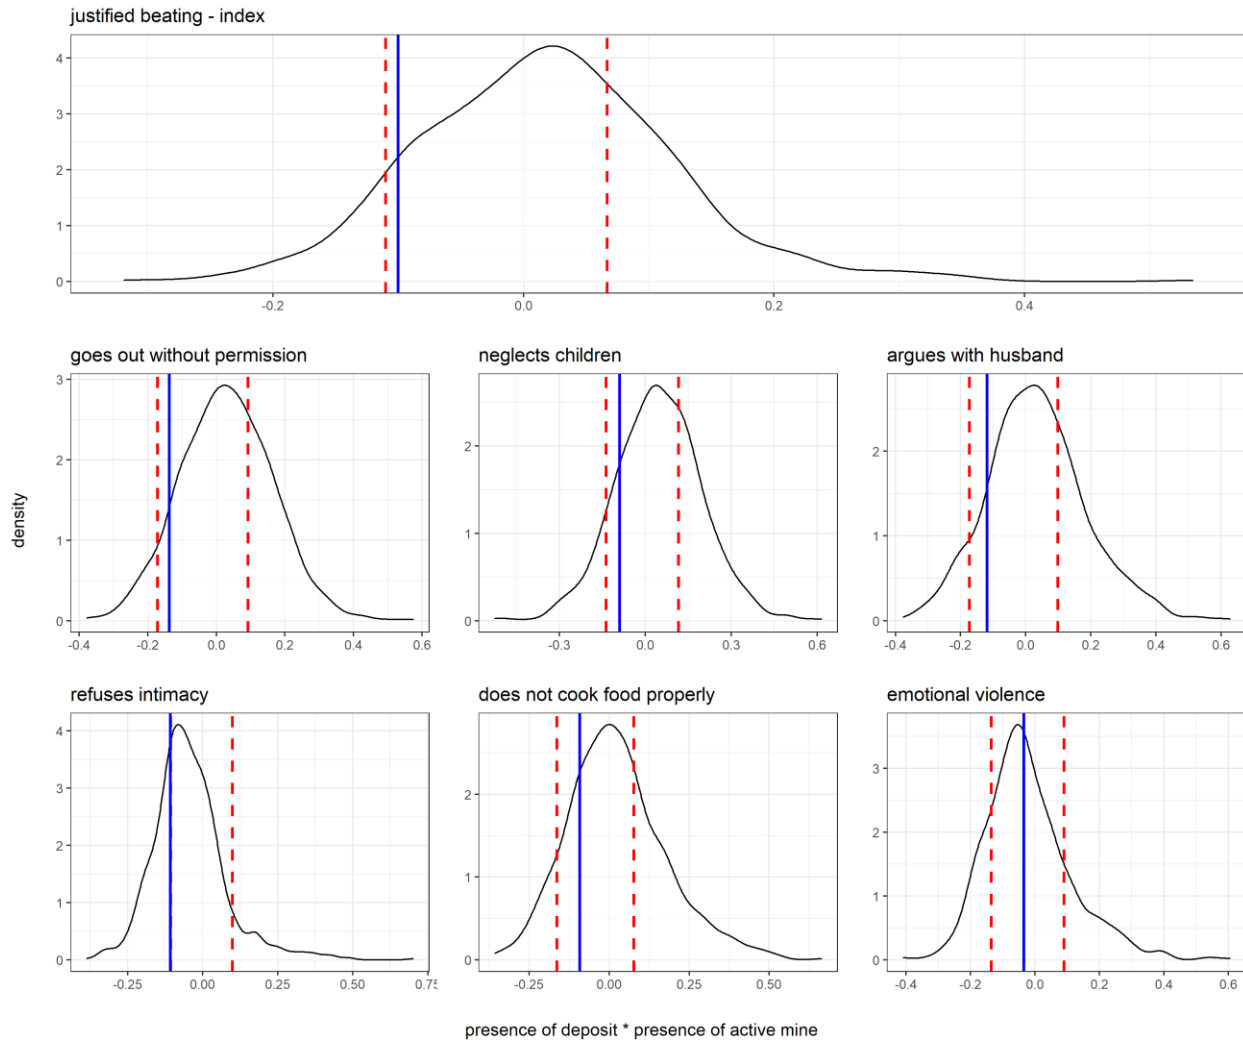 justified beating - index
4
3
2
1
0
-0.2 0.0 0.2 0.4
goes out without permission
3
2
1
0
-0.4 -0.2 0.0 0.2 0.4 0.6
neglects children
2
1
0
-0.3 0.0 0.3 0.6
argues with husband
2
1
0
-0.4 -0.2 0.0 0.2 0.4 0.6
density
refuses intimacy
4
3
2
1
0
-0.25 0.00 0.25 0.50 0.75
does not cook food properly
2
1
0
-0.25 0.00 0.25 0.50
emotional violence
3
2
1
0
-0.4 -0.2 0.0 0.2 0.4 0.6
presence of deposit * presence of active mine